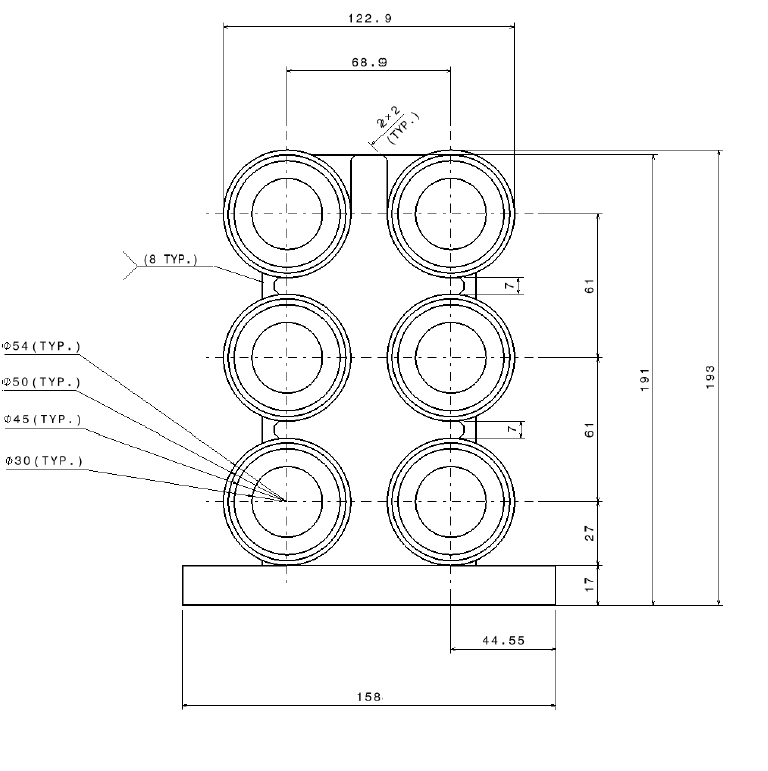 122.9
68.9
2×2
(TYP.)
(8 TYP.)
7
61
Φ54(TYP.)
Φ50(TYP.)
191
193
Φ45(TYP.)
7
61
Φ30(TYP.)
27
17
44.55
158